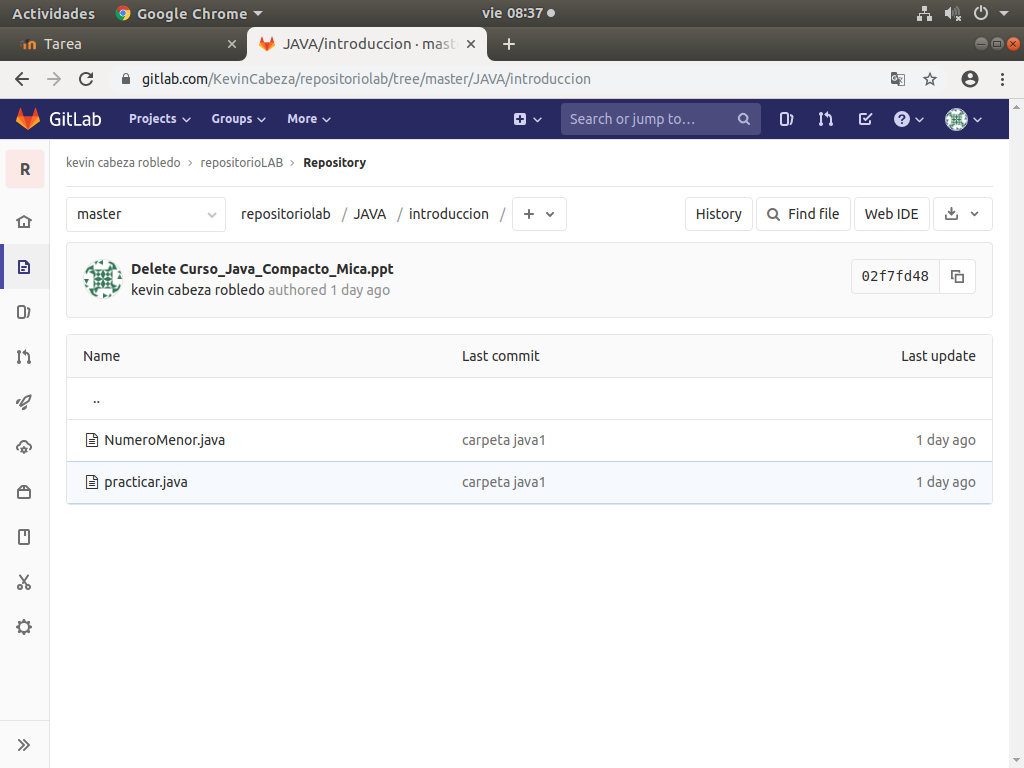 Actividades Google Chrome vie 08:37
Tarea JAVA/introduccion · mast
gitlab.com/KevinCabeza/repositoriolab/tree/master/JAVA/introduccion
GitLab Projects Groups More Search or jump to…
R kevin cabeza robledo › repositorioLAB › Repository
master repositoriolab / JAVA / introduccion / + History Find file Web IDE
Delete Curso_Java_Compacto_Mica.ppt
kevin cabeza robledo authored 1 day ago 02f7fd48
Name Last commit Last update
..
NumeroMenor.java carpeta java1 1 day ago
practicar.java carpeta java1 1 day ago